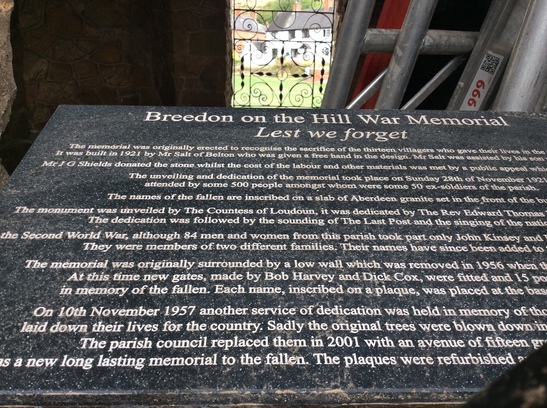 999
Breedon on the Hill War Memorial
Lest we forget
The memorial was originally erected to recognise the sacrifice of the thirteen villagers who gave their lives in the
It was built in 1921 by Mr Salt of Belton who was given a free hand in the design. Mr Salt was assisted by his son
Mr J G Shields donated the stone whilst the cost of the labour and other materials was met by a public appeal
The unveiling and dedication of the memorial took place on Sunday 28th of November 1921
attended by some 500 people amongst whom were some 50 ex-soldiers of the parish.
The names of the fallen are inscribed on a slab of Aberdeen granite set in the front of the
The monument was unveiled by The Countess of Loudoun, it was dedicated by The Rev Edward Thomas
The dedication was followed by the sounding of The Last Post and the singing of the
the Second World War, although 84 men and women from this parish took part only John Kinsey and
They were members of two different families. Their names have since been added to
The memorial was originally surrounded by a low wall which was removed in 1956 when
At this time new gates, made by Bob Harvey and Dick Cox, were fitted and 15
in memory of the fallen. Each name, inscribed on a plaque, was placed at the
On 10th November 1957 another service of dedication was held in memory of
laid down their lives for the country. Sadly the original trees were blown down in
The parish council replaced them in 2001 with an avenue of fifteen
as a new long lasting memorial to the fallen. The plaques were refurbished